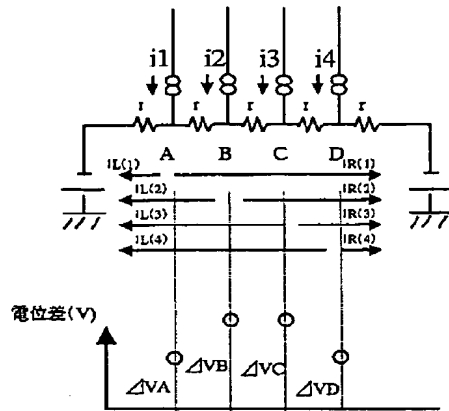 i1 i2 i3 i4
r r r r r
A B C D
iL(1) iR(1)
iL(2) iR(2)
iL(3) iR(3)
iL(4) iR(4)
電位差(V)
⊿VA ⊿VB ⊿VC ⊿VD